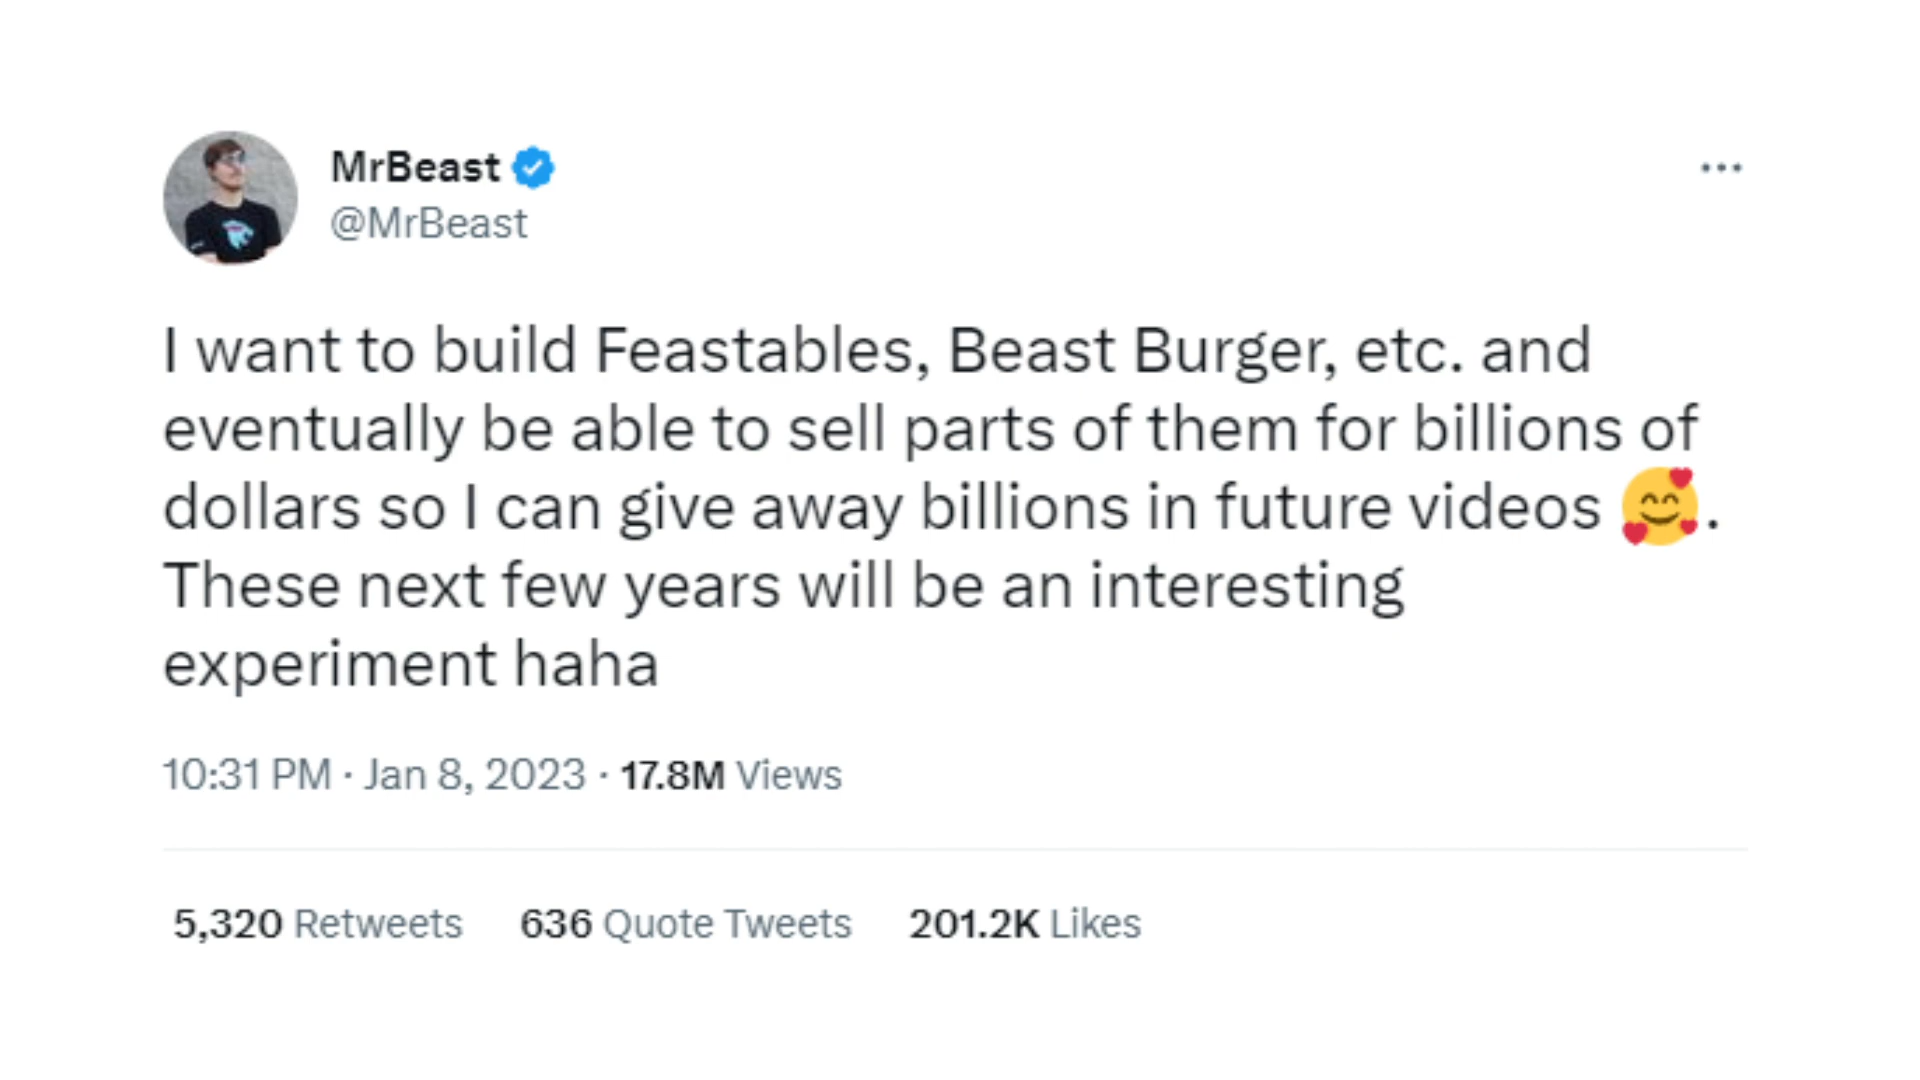 MrBeast
@MrBeast
I want to build Feastables, Beast Burger, etc. and
eventually be able to sell parts of them for billions of
dollars so I can give away billions in future videos 🥰.
These next few years will be an interesting
experiment haha
10:31 PM · Jan 8, 2023 · 17.8M Views
5,320 Retweets 636 Quote Tweets 201.2K Likes